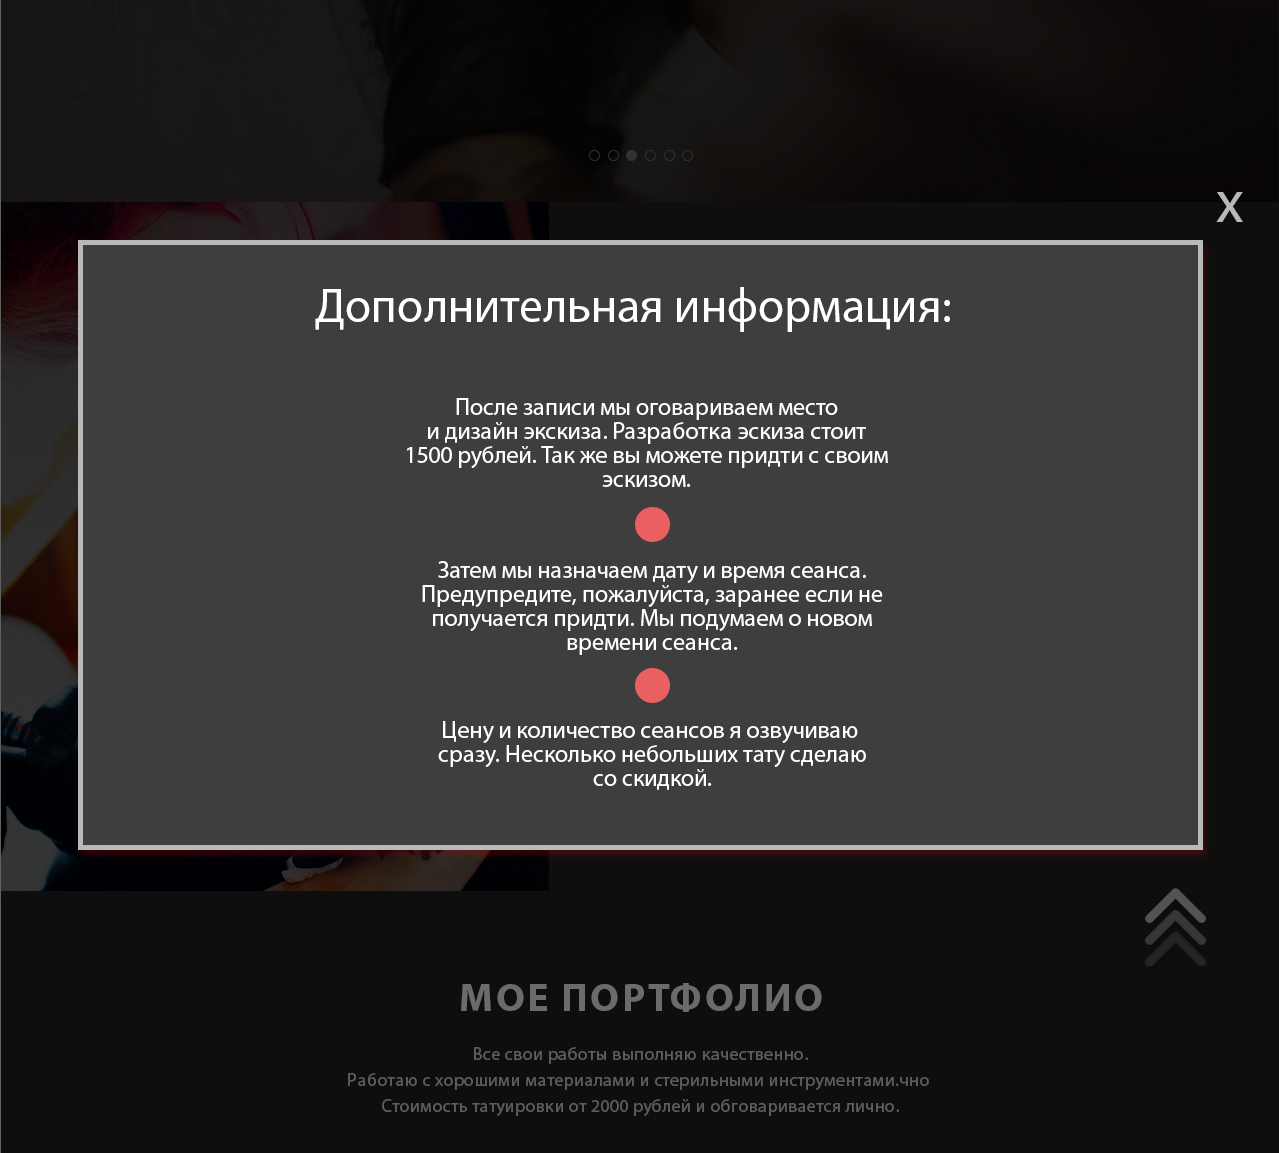 X
Дополнительная информация:
После записи мы оговариваем место
и дизайн экскиза. Разработка эскиза стоит
1500 рублей. Так же вы можете придти с своим
эскизом.
Затем мы назначаем дату и время сеанса.
Предупредите, пожалуйста, заранее если не
получается придти. Мы подумаем о новом
времени сеанса.
Цену и количество сеансов я озвучиваю
сразу. Несколько небольших тату сделаю
со скидкой.
МОЕ ПОРТФОЛИО
Все свои работы выполняю качественно.
Работаю с хорошими материалами и стерильными инструментами.чно
Стоимость татуировки от 2000 рублей и обговаривается лично.